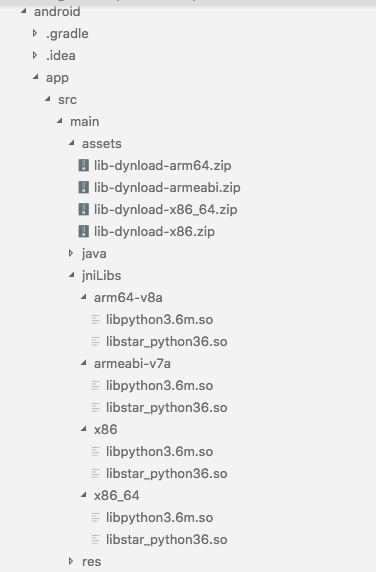 android
.gradle
.idea
app
src
main
assets
lib-dynload-arm64.zip
lib-dynload-armeabi.zip
lib-dynload-x86_64.zip
lib-dynload-x86.zip
java
jniLibs
arm64-v8a
libpython3.6m.so
libstar_python36.so
armeabi-v7a
libpython3.6m.so
libstar_python36.so
x86
libpython3.6m.so
libstar_python36.so
x86_64
libpython3.6m.so
libstar_python36.so
res